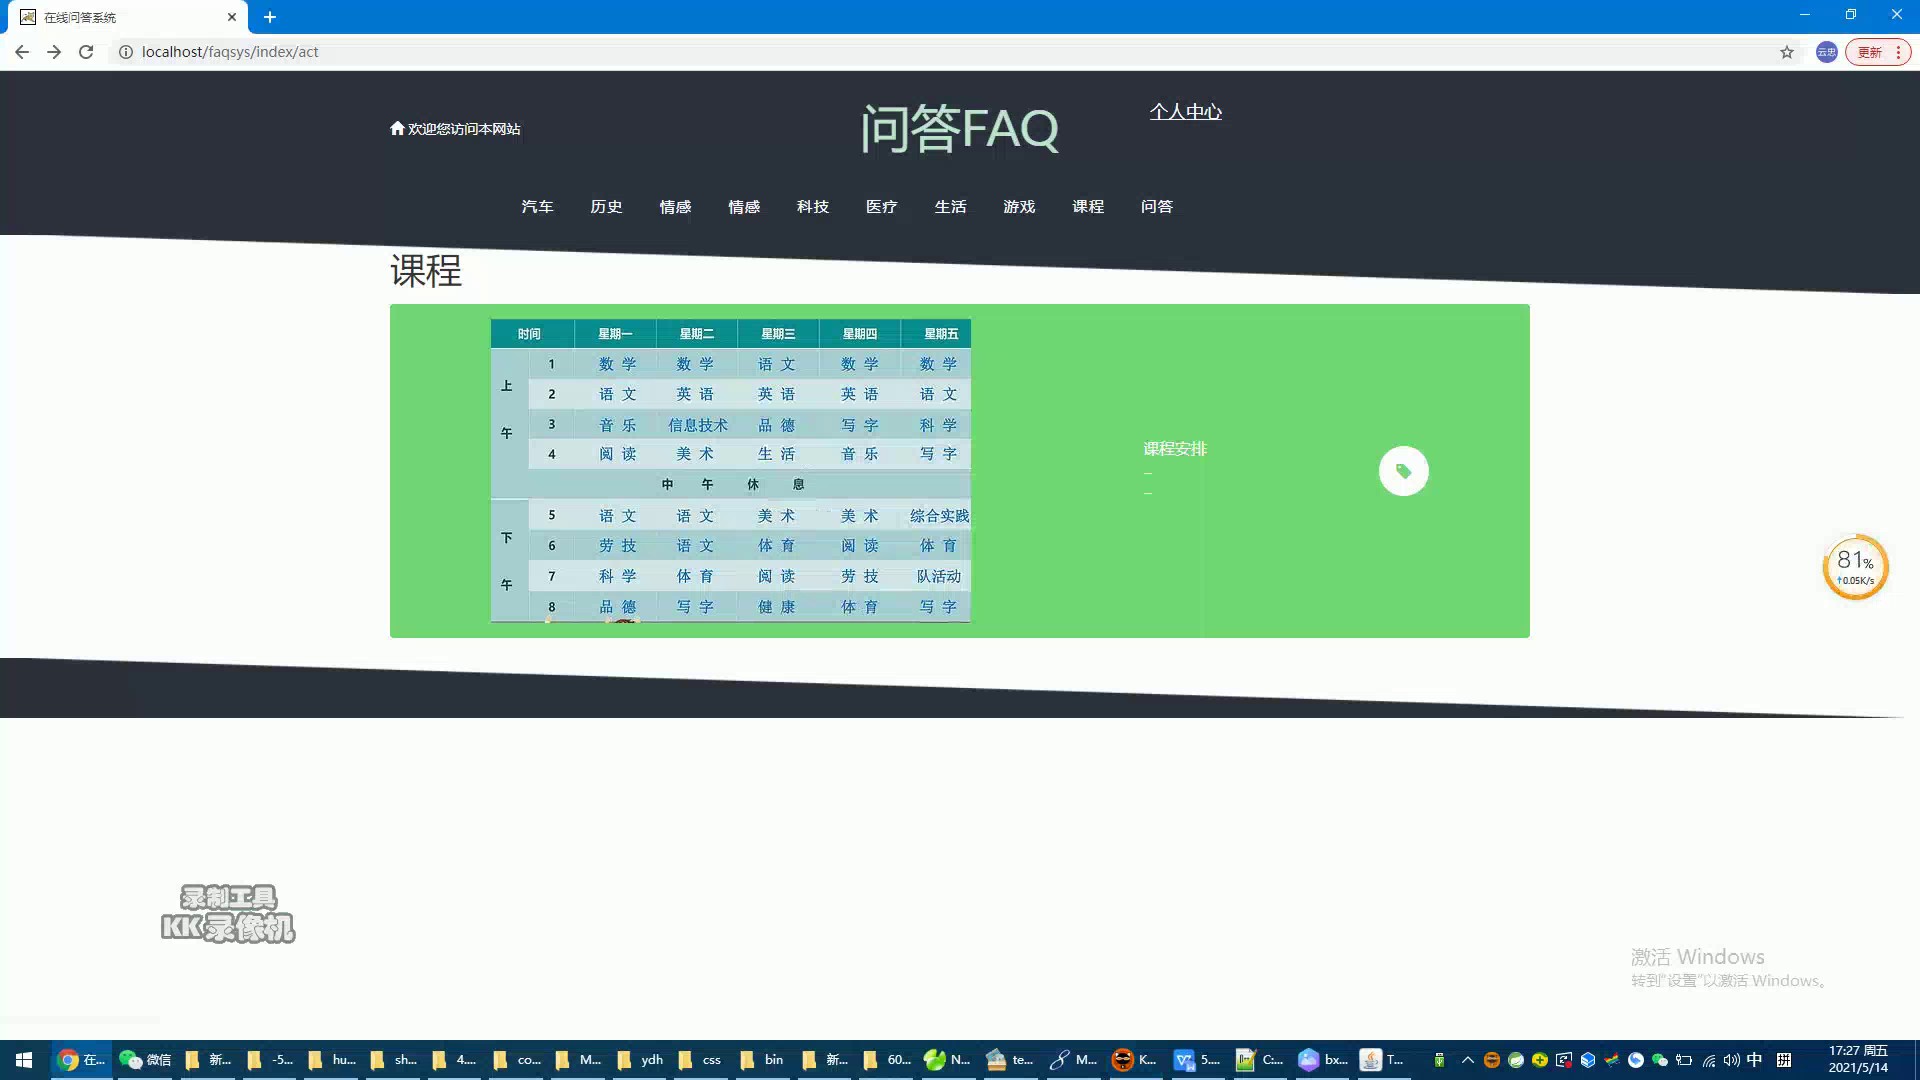 在线问答系统
localhost/faqsys/index/act
更新
云忠
欢迎您访问本网站
问答FAQ
个人中心
汽车 历史 情感 情感 科技 医疗 生活 游戏 课程 问答
课程
时间 星期一 星期二 星期三 星期四 星期五
上午
1 数学 数学 语文 数学 数学
2 语文 英语 英语 英语 语文
3 音乐 信息技术 品德 写字 科学
4 阅读 美术 生活 音乐 写字
中午休息
下午
5 语文 语文 美术 美术 综合实践
6 劳技 语文 体育 阅读 体育
7 科学 体育 阅读 劳技 队活动
8 品德 写字 健康 体育 写字
课程安排
81%
↑0.05K/s
录制工具
KK录像机
激活 Windows
转到"设置"以激活 Windows。
在... 微信 新... -5... hu... sh... 4.... co... M... ydh css bin 新... 60... N... te... M... K... 5.... C:... bx... T...
中 拼
17:27 周五
2021/5/14